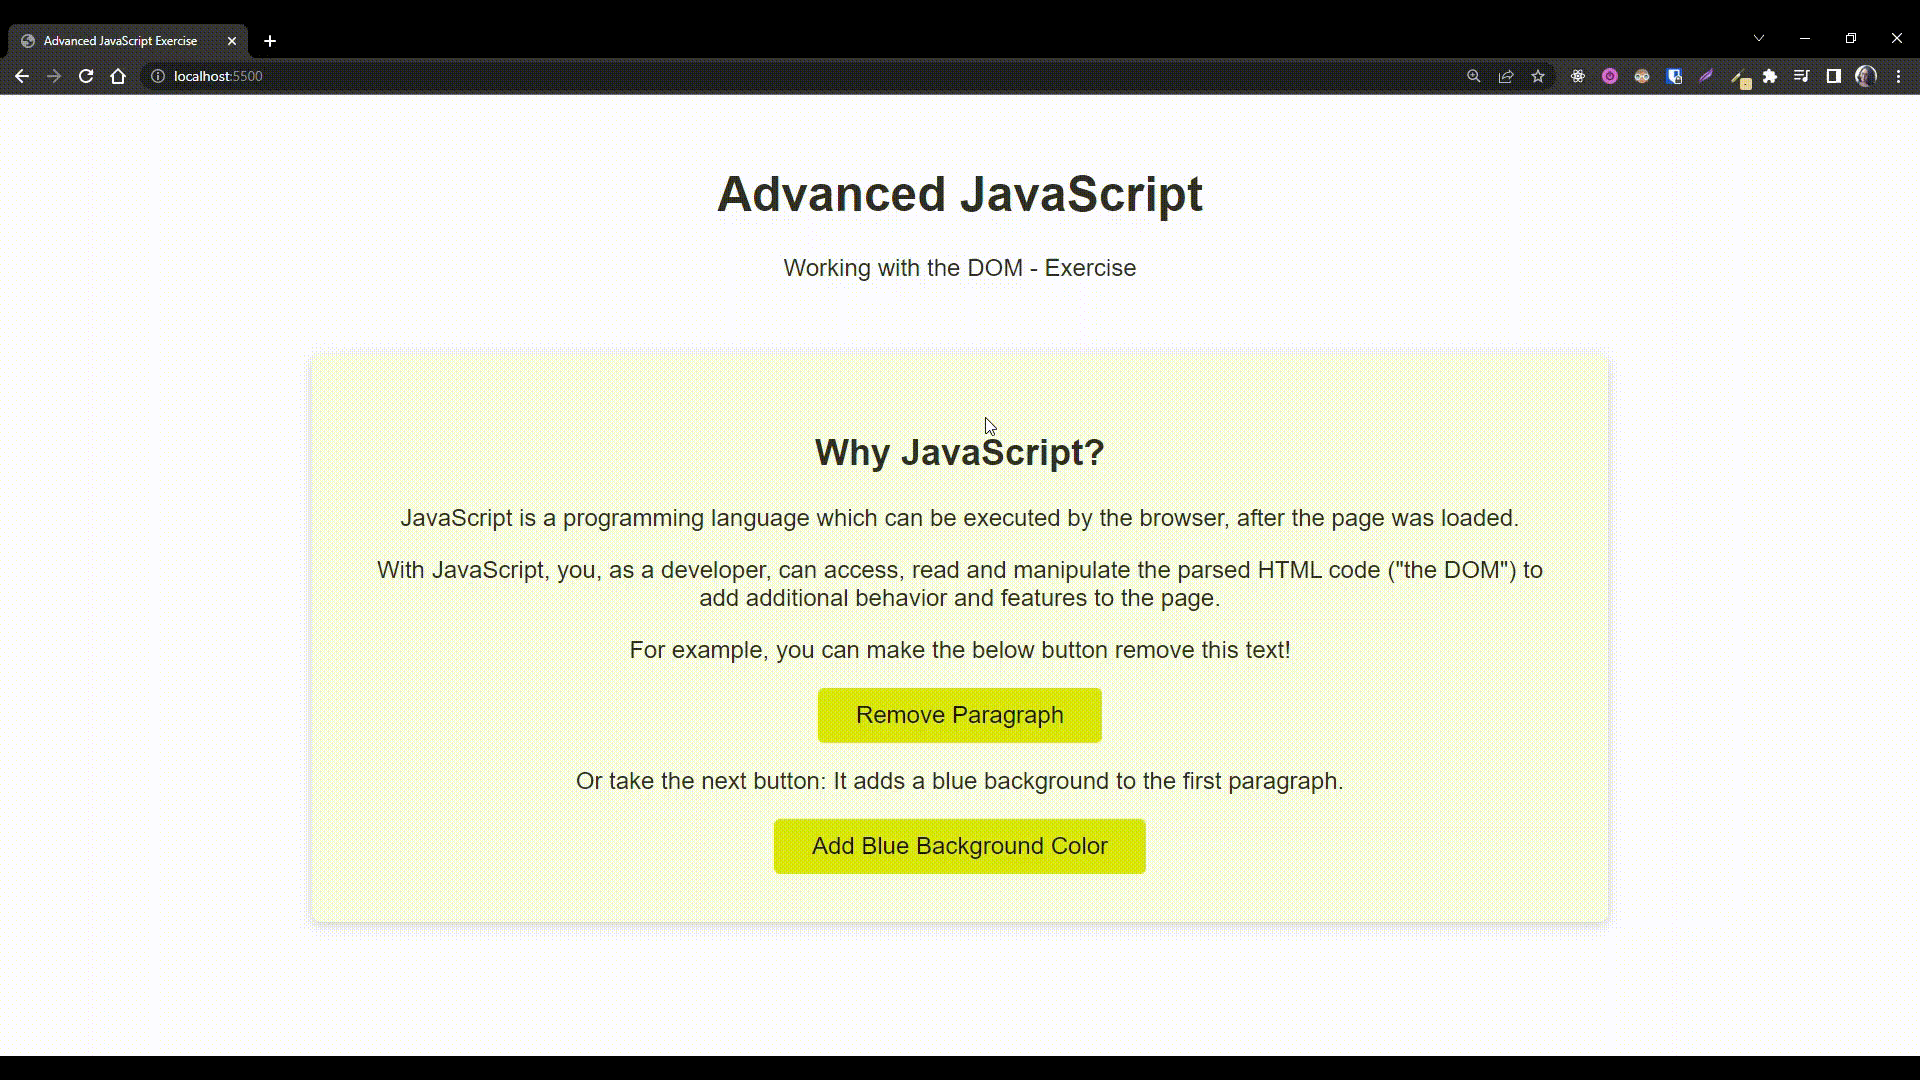 Advanced JavaScript Exercise
localhost:5500
Advanced JavaScript
Working with the DOM - Exercise
Why JavaScript?
JavaScript is a programming language which can be executed by the browser, after the page was loaded.
With JavaScript, you, as a developer, can access, read and manipulate the parsed HTML code ("the DOM") to
add additional behavior and features to the page.
For example, you can make the below button remove this text!
Remove Paragraph
Or take the next button: It adds a blue background to the first paragraph.
Add Blue Background Color